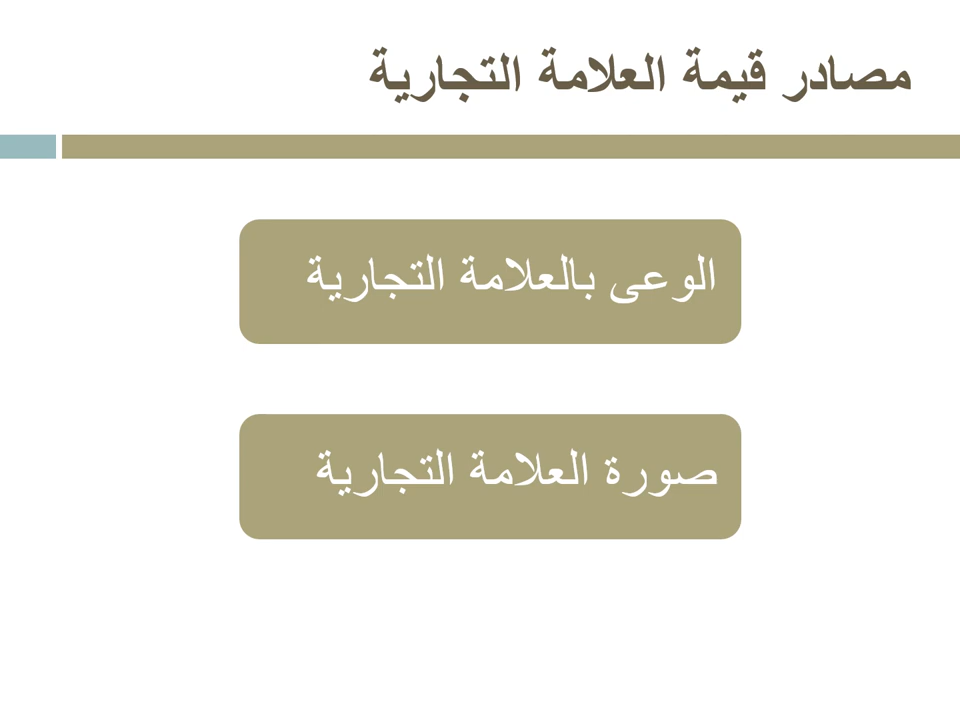 مصادر قيمة العلامة التجارية
الوعى بالعلامة التجارية
صورة العلامة التجارية